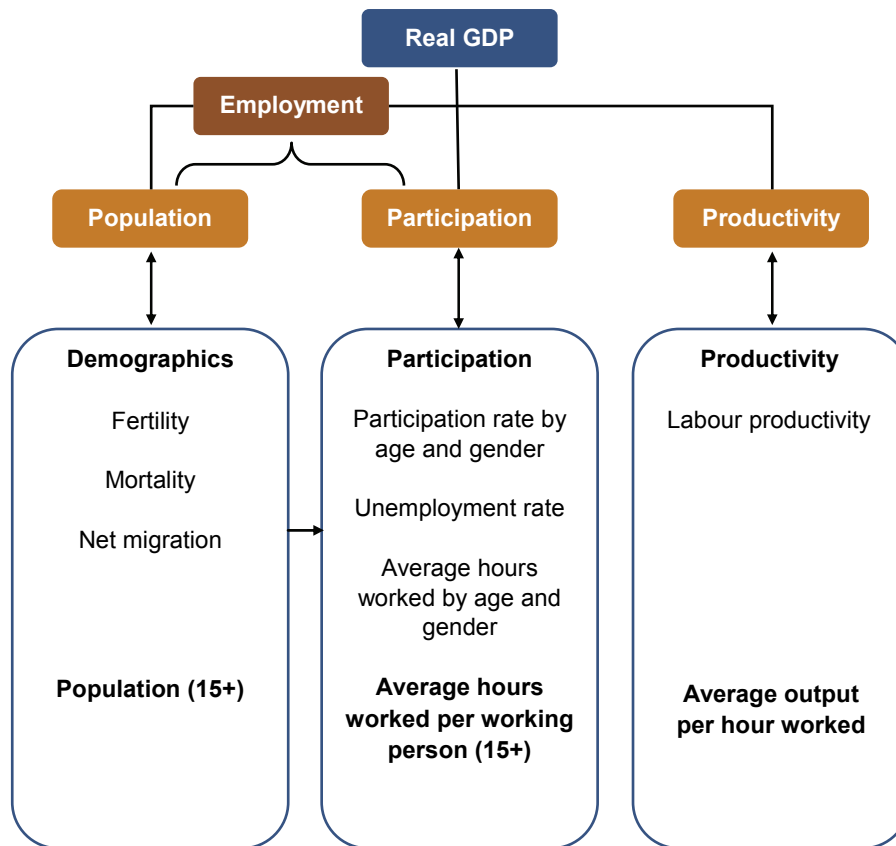 Real GDP
Employment
Population
Participation
Productivity
Demographics
Fertility
Mortality
Net migration
Population (15+)
Participation
Participation rate by
age and gender
Unemployment rate
Average hours
worked by age and
gender
Average hours
worked per working
person (15+)
Productivity
Labour productivity
Average output
per hour worked